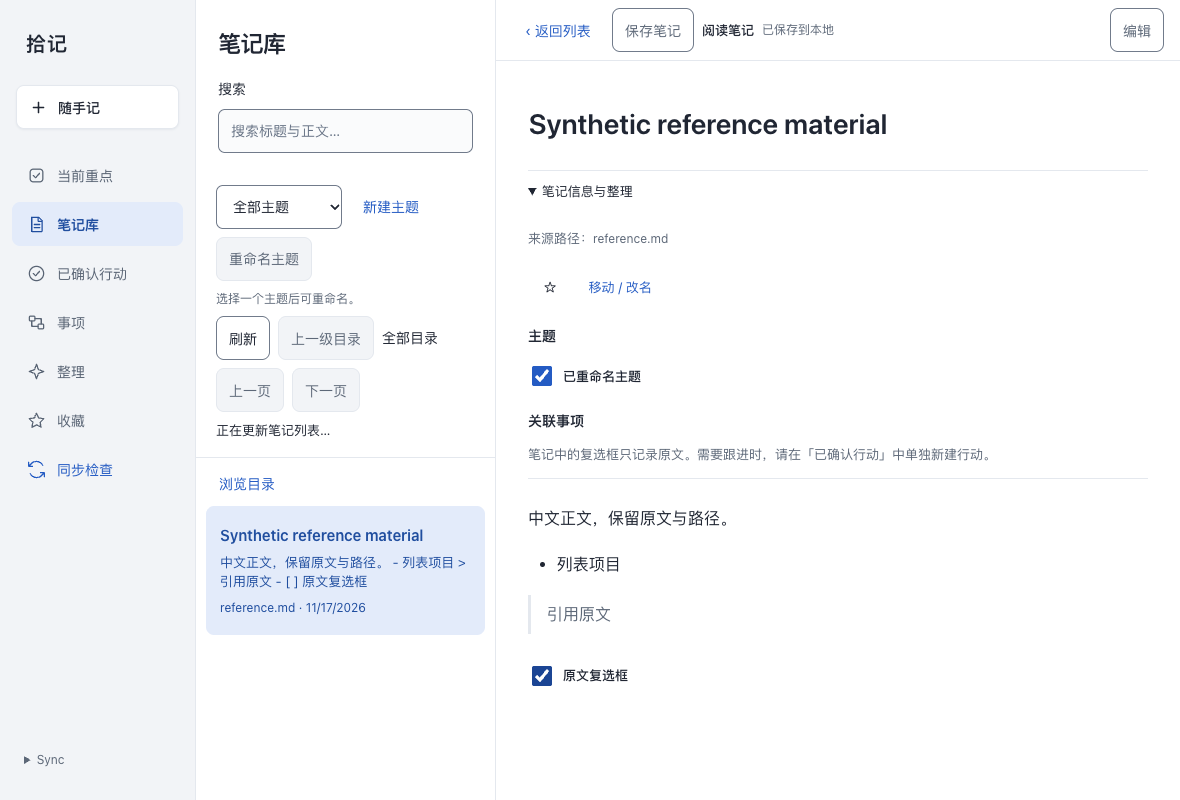 拾记
随手记
当前重点
笔记库
已确认行动
事项
整理
收藏
同步检查
Sync
笔记库
搜索
搜索标题与正文...
全部主题
新建主题
重命名主题
选择一个主题后可重命名。
刷新
上一级目录
全部目录
上一页
下一页
正在更新笔记列表...
浏览目录
Synthetic reference material
中文正文，保留原文与路径。 - 列表项目 >
引用原文 - [ ] 原文复选框
reference.md · 11/17/2026
‹ 返回列表
保存笔记
阅读笔记
已保存到本地
编辑
Synthetic reference material
笔记信息与整理
来源路径：reference.md
移动 / 改名
主题
已重命名主题
关联事项
笔记中的复选框只记录原文。需要跟进时，请在「已确认行动」中单独新建行动。
中文正文，保留原文与路径。
列表项目
引用原文
原文复选框